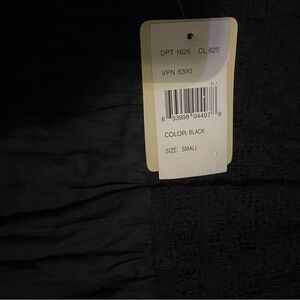 DPT 1626 CL 625
VPN 6390
6 53998 04497 8
COLOR: BLACK
SIZE: SMALL